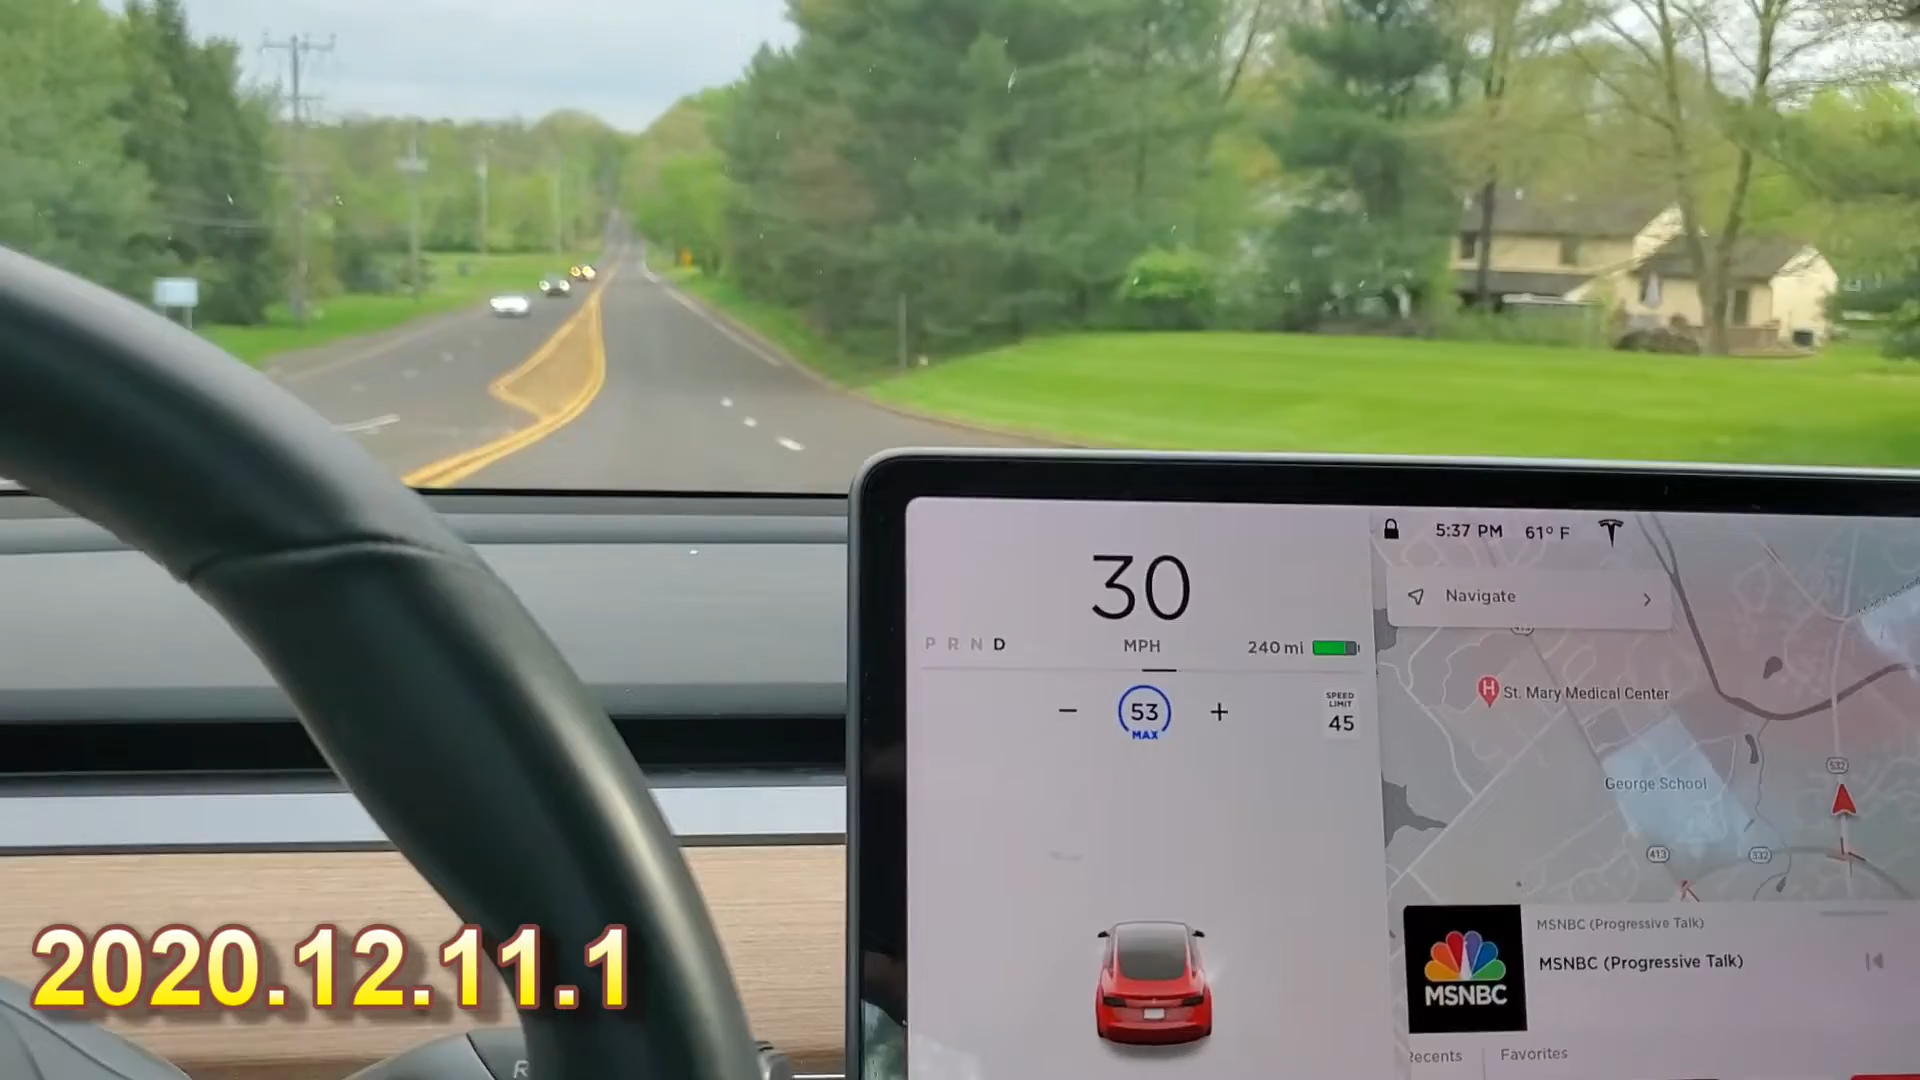 5:37 PM 61° F
30
MPH
P R N D
240 mi
Navigate
53
MAX
SPEED
LIMIT
45
St. Mary Medical Center
George School
532
413
332
MSNBC (Progressive Talk)
MSNBC (Progressive Talk)
MSNBC
Recents
Favorites
2020.12.11.1
R